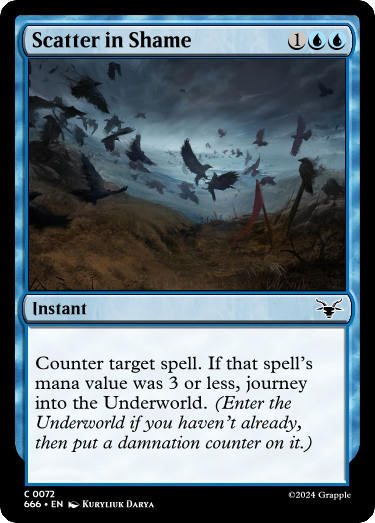 Scatter in Shame 1
Instant
Counter target spell. If that spell's
mana value was 3 or less, journey
into the Underworld. (Enter the
Underworld if you haven't already,
then put a damnation counter on it.)
C 0072
666 • EN Kuryliuk Darya
©2024 Grapple